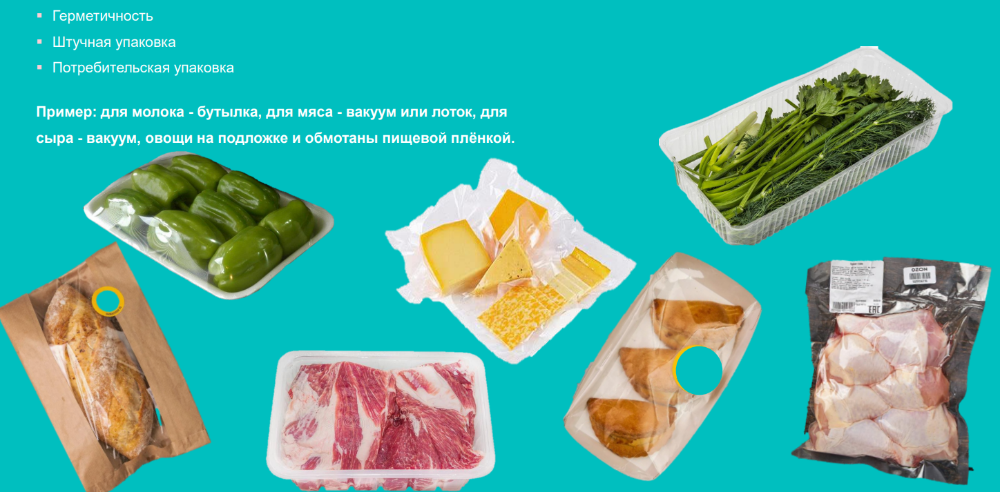 Герметичность
Штучная упаковка
Потребительская упаковка
Пример: для молока - бутылка, для мяса - вакуум или лоток, для
сыра - вакуум, овощи на подложке и обмотаны пищевой плёнкой.
OZON
EAC